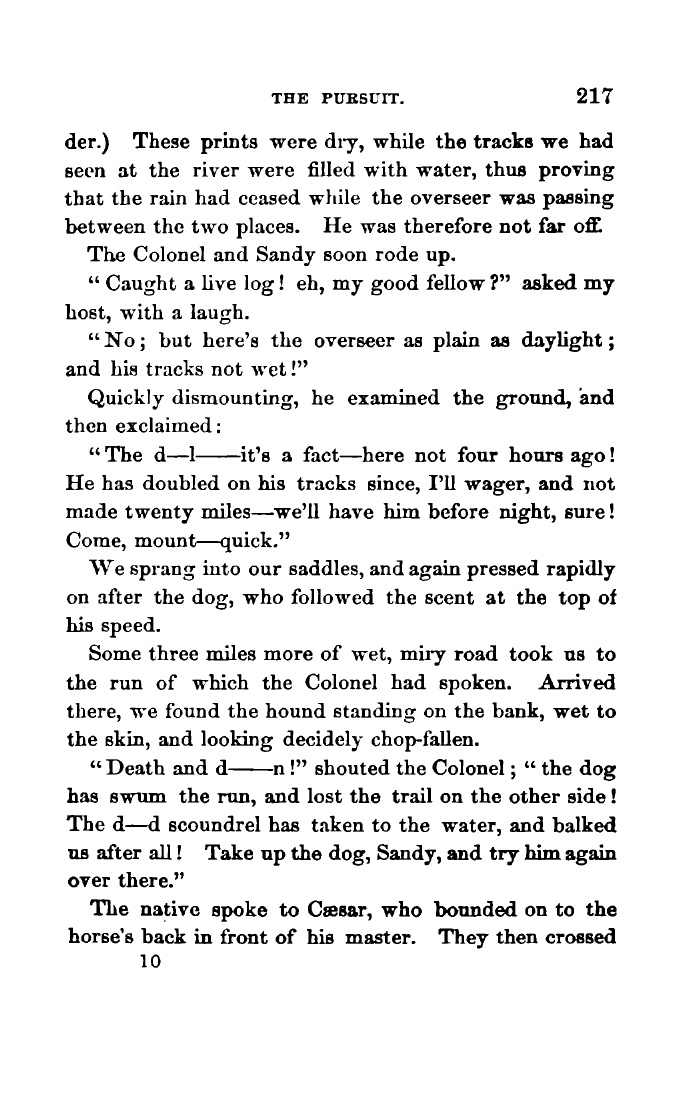 THE PURSUIT. 217
der.) These prints were dry, while the tracks we had
seen at the river were filled with water, thus proving
that the rain had ceased while the overseer was passing
between the two places. He was therefore not far off.
The Colonel and Sandy soon rode up.
“Caught a live log! eh, my good fellow?” asked my
host, with a laugh.
“No; but here's the overseer as plain as daylight;
and his tracks not wet!”
Quickly dismounting, he examined the ground, and
then exclaimed:
“The d—l——it's a fact—here not four hours ago!
He has doubled on his tracks since, I'll wager, and not
made twenty miles—we'll have him before night, sure!
Come, mount—quick.”
We sprang into our saddles, and again pressed rapidly
on after the dog, who followed the scent at the top of
his speed.
Some three miles more of wet, miry road took us to
the run of which the Colonel had spoken. Arrived
there, we found the hound standing on the bank, wet to
the skin, and looking decidely chop-fallen.
“Death and d——n!” shouted the Colonel; “the dog
has swum the run, and lost the trail on the other side!
The d—d scoundrel has taken to the water, and balked
us after all! Take up the dog, Sandy, and try him again
over there.”
The native spoke to Cæsar, who bounded on to the
horse's back in front of his master. They then crossed
10